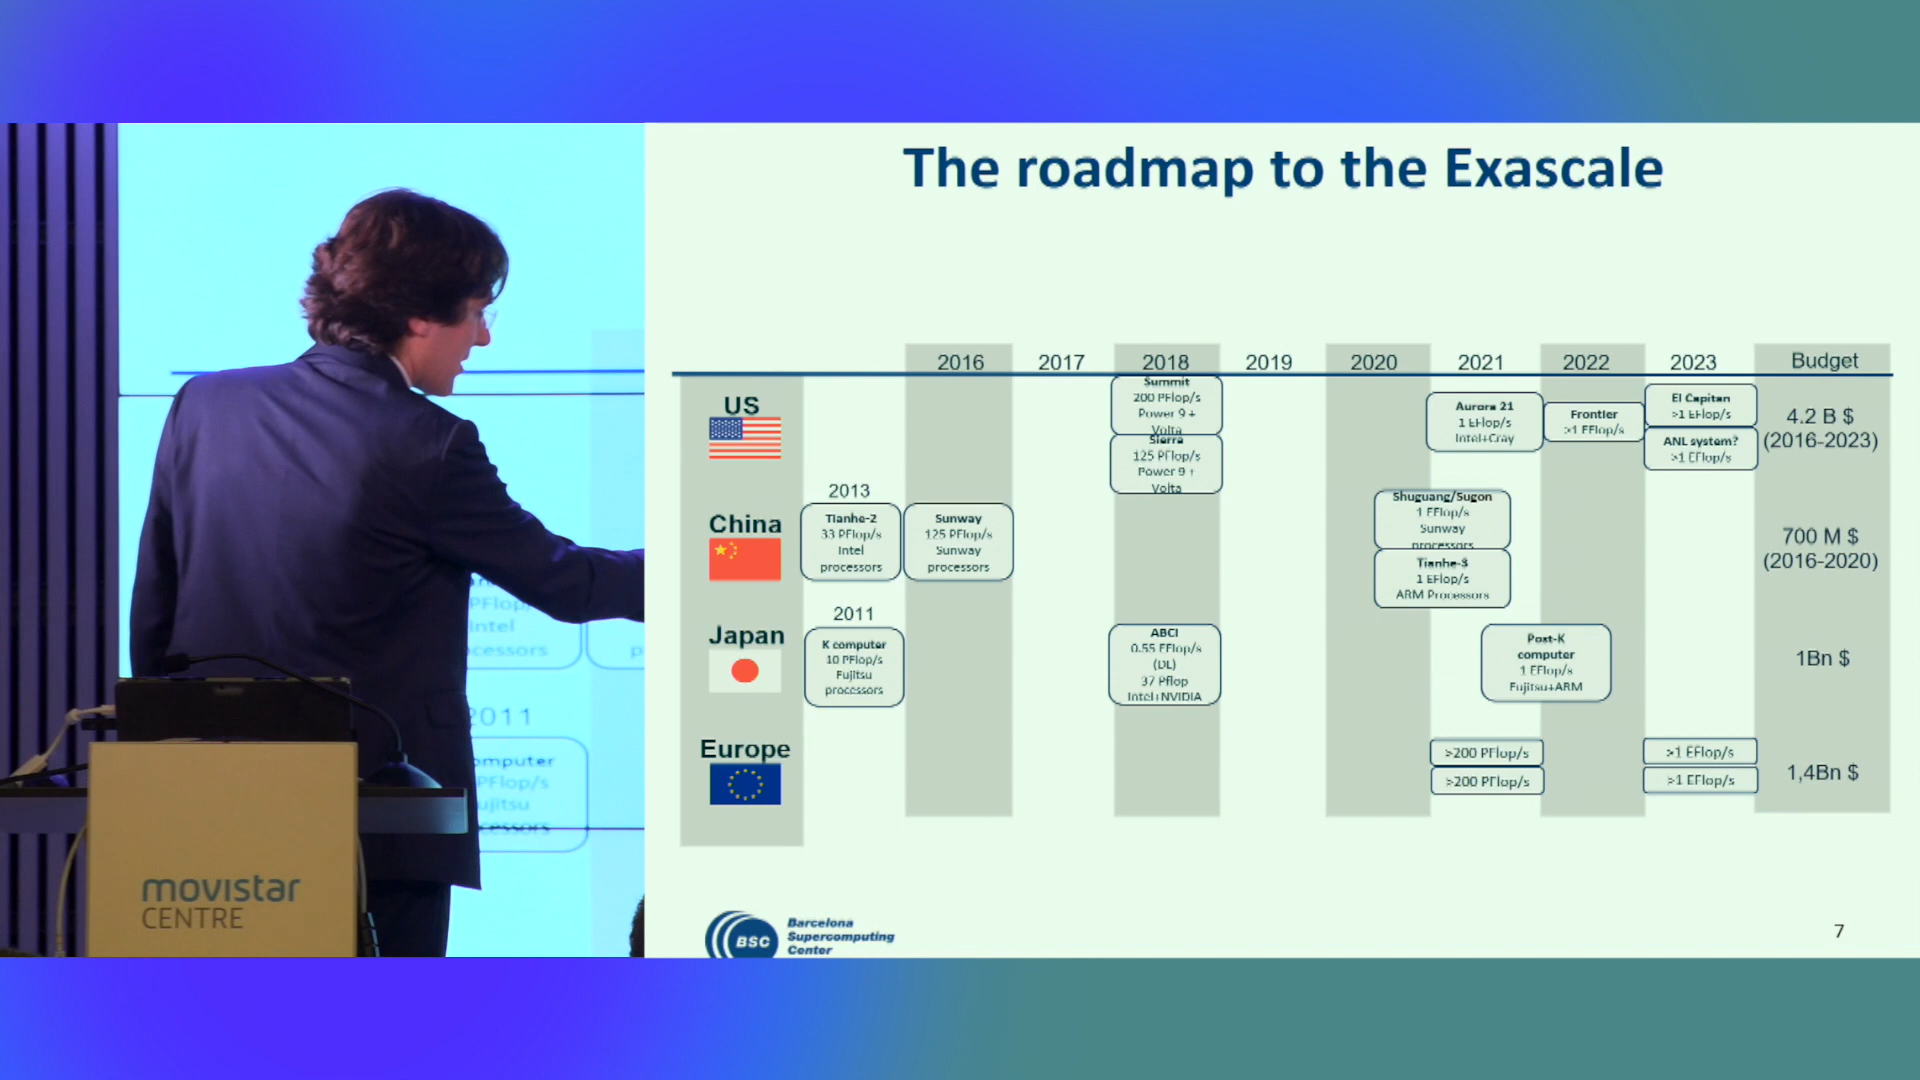 The roadmap to the Exascale
2016 2017 2018 2019 2020 2021 2022 2023 Budget
US
Summit
200 PFlop/s
Power 9 +
Volta
Sierra
125 PFlop/s
Power 9 +
Volta
Aurora 21
1 EFlop/s
Intel+Cray
Frontier
>1 EFlop/s
El Capitan
>1 EFlop/s
ANL system?
>1 EFlop/s
4.2 B $
(2016-2023)
China
2013
Tianhe-2
33 PFlop/s
Intel
processors
Sunway
125 PFlop/s
Sunway
processors
Shuguang/Sugon
1 EFlop/s
Sunway
processors
Tianhe-3
1 EFlop/s
ARM Processors
700 M $
(2016-2020)
Japan
2011
K computer
10 PFlop/s
Fujitsu
processors
ABCI
0.55 EFlop/s
(DL)
37 Pflop
Intel+NVIDIA
Post-K
computer
1 EFlop/s
Fujitsu+ARM
1Bn $
Europe
>200 PFlop/s
>200 PFlop/s
>1 EFlop/s
>1 EFlop/s
1,4Bn $
BSC
Barcelona
Supercomputing
Center
7
PFlop/
Intel
cessors
2011
omputer
PFlop/s
ujitsu
cessors
movistar
CENTRE